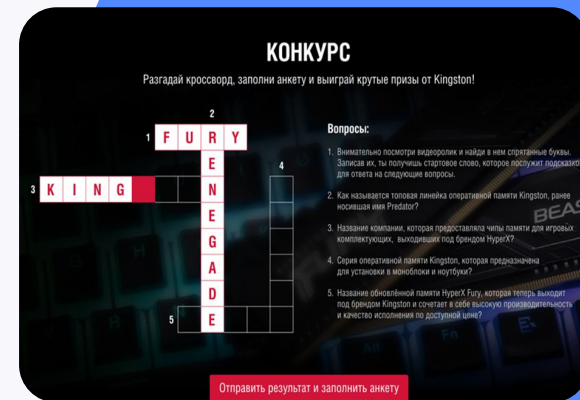 КОНКУРС
Разгадай кроссворд, заполни анкету и выиграй крутые призы от Kingston!
2
1 F U R Y
E
4
3 K I N G N
E
G
A
D
5 E
Вопросы:
1. Внимательно посмотри видеоролик и найди в нем спрятанные буквы.
Записав их, ты получишь стартовое слово, которое послужит подсказко
для ответа на следующие вопросы.
2. Как называется топовая линейка оперативной памяти Kingston, ранее
носившая имя Predator?
3. Название компании, которая предоставляла чипы памяти для игровых
комплектующих, выходивших под брендом HyperX?
4. Серия оперативной памяти Kingston, которая предназначена
для установки в моноблоки и ноутбуки?
5. Название обновлённой памяти HyperX Fury, которая теперь выходит
под брендом Kingston и сочетает в себе высокую производительность
и качество исполнения по доступной цене?
BEAS
Alt
Fn
Отправить результат и заполнить анкету